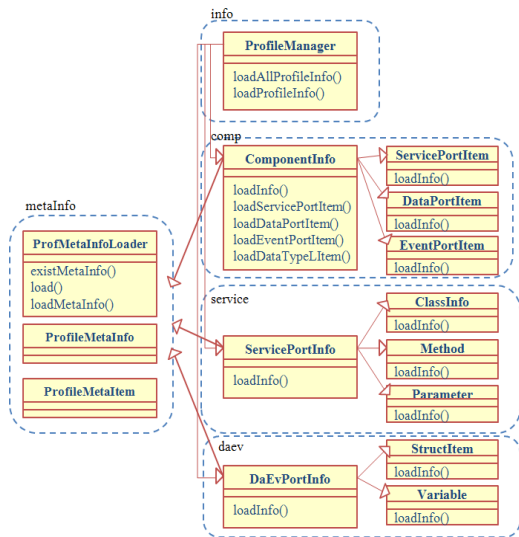 info
ProfileManager
loadAllProfileInfo()
loadProfileInfo()
comp
ComponentInfo
loadInfo()
loadServicePortItem()
loadDataPortItem()
loadEventPortItem()
loadDataTypeLItem()
ServicePortItem
loadInfo()
DataPortItem
loadInfo()
EventPortItem
loadInfo()
metaInfo
ProfMetaInfoLoader
existMetaInfo()
load()
loadMetaInfo()
ProfileMetaInfo
ProfileMetaItem
service
ServicePortInfo
loadInfo()
ClassInfo
loadInfo()
Method
loadInfo()
Parameter
loadInfo()
daev
DaEvPortInfo
loadInfo()
StructItem
loadInfo()
Variable
loadInfo()